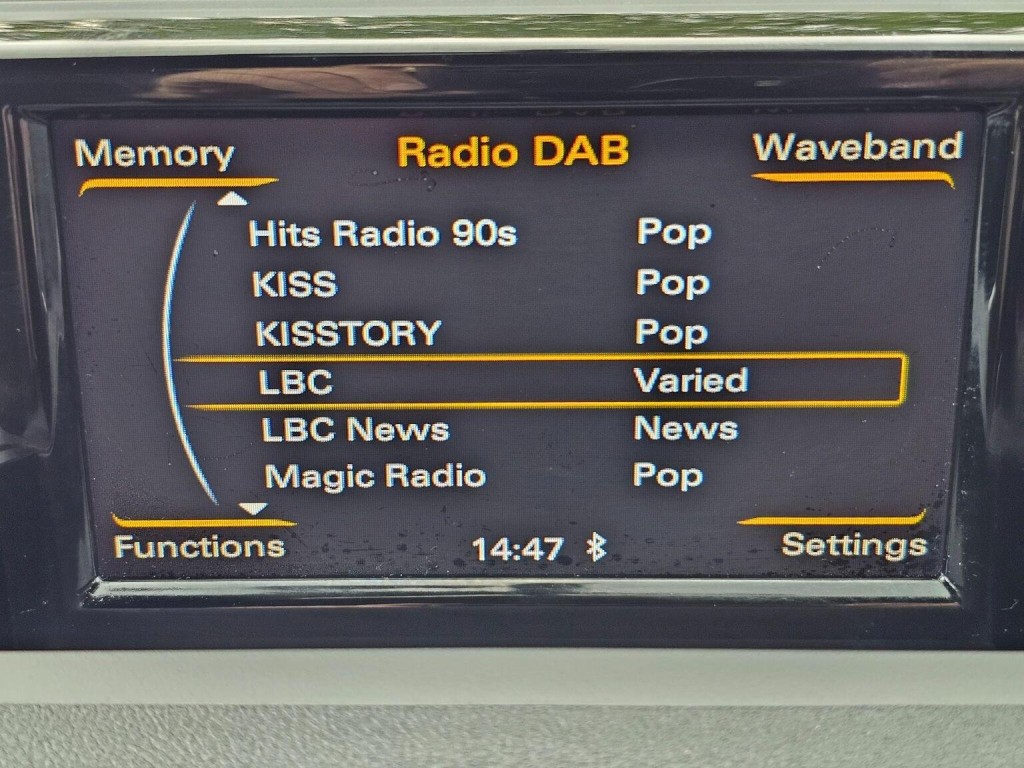 Memory Radio DAB Waveband
Hits Radio 90s Pop
KISS Pop
KISSTORY Pop
LBC Varied
LBC News News
Magic Radio Pop
Functions 14:47 Settings